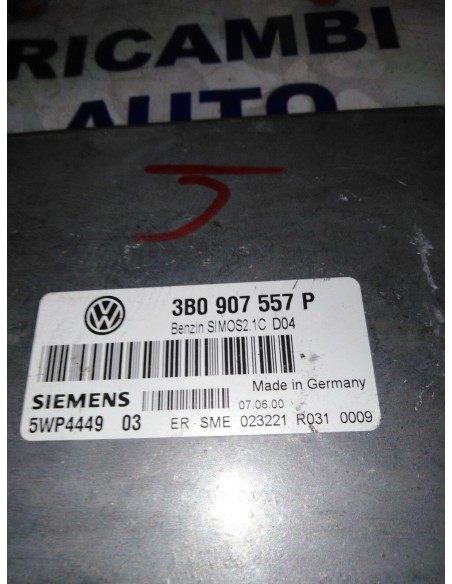 RICAMBI
AUTO
5
3B0 907 557 P
Benzin SIMOS2.1C D04
Made in Germany
SIEMENS
07.06.00
5WP4449 03 ER SME 023221 R031 0009